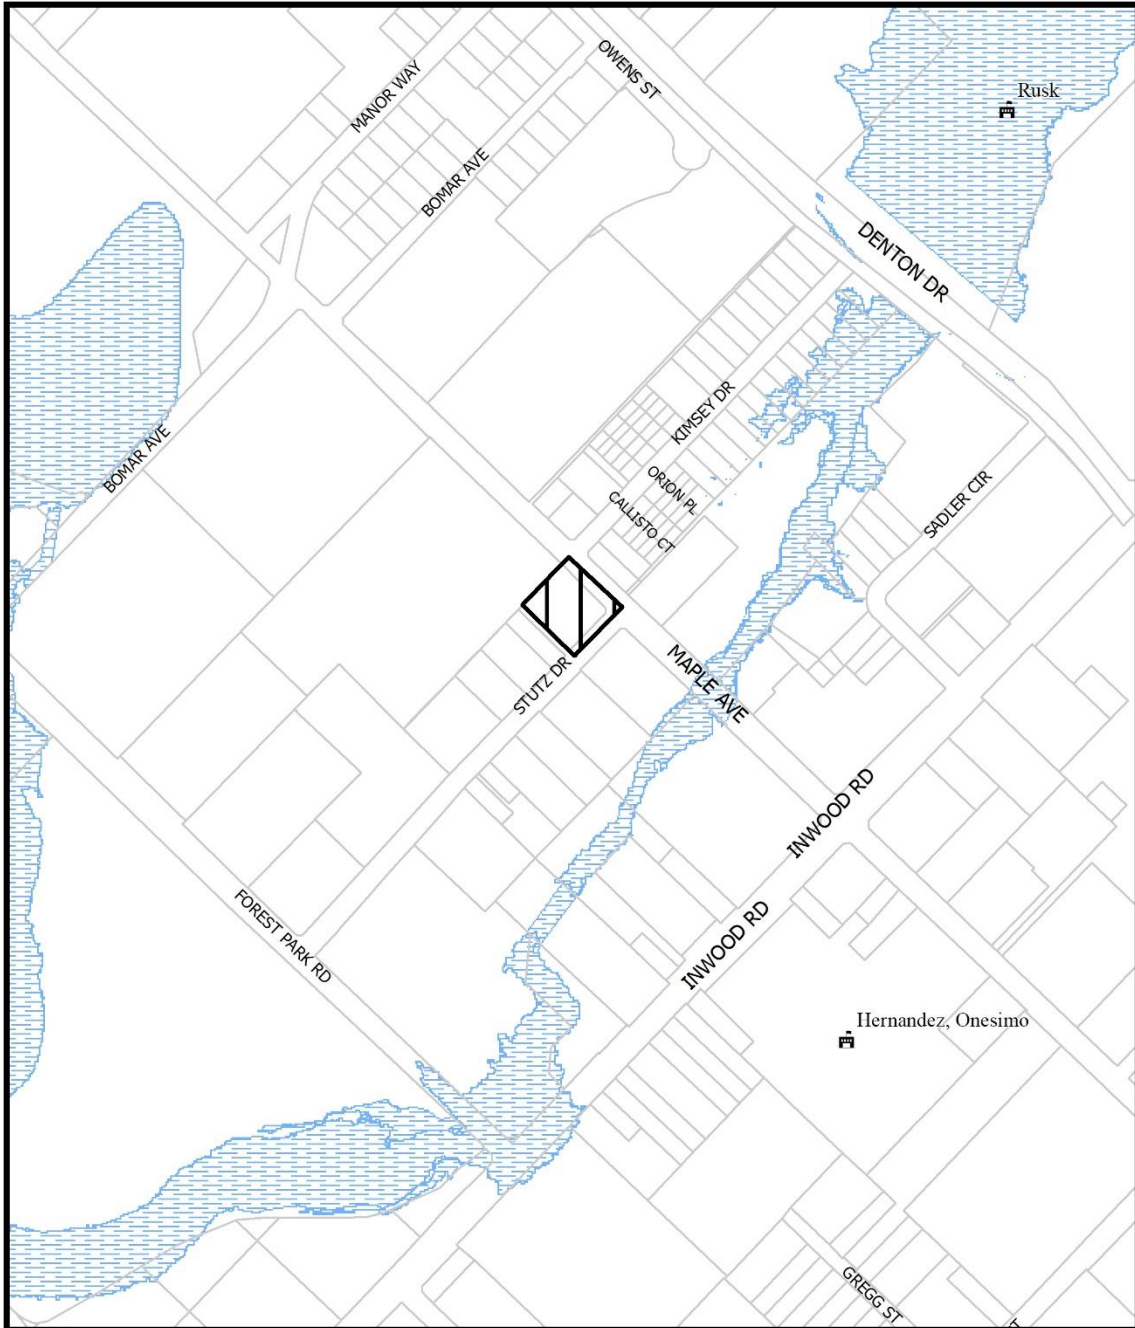 OWENS ST
Rusk
MANOR WAY
BOMAR AVE
DENTON DR
KIMSEY DR
BOMAR AVE
ORION PL
CALLISTO CT
SADLER CIR
STUTZ DR
MAPLE AVE
INWOOD RD
FOREST PARK RD
INWOOD RD
Hernandez, Onesimo
GREGG ST